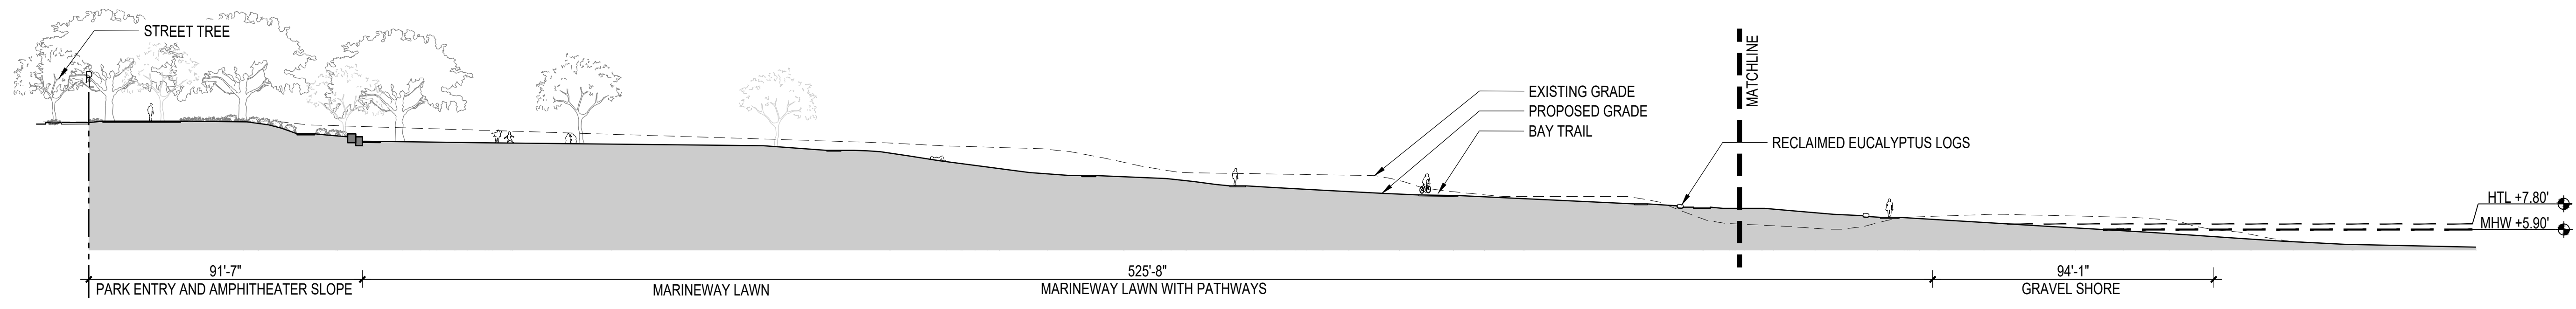 STREET TREE
EXISTING GRADE
PROPOSED GRADE
BAY TRAIL
MATCHLINE
RECLAIMED EUCALYPTUS LOGS
HTL +7.80'
MHW +5.90'
91'-7"
525'-8"
94'-1"
PARK ENTRY AND AMPHITHEATER SLOPE
MARINEWAY LAWN
MARINEWAY LAWN WITH PATHWAYS
GRAVEL SHORE